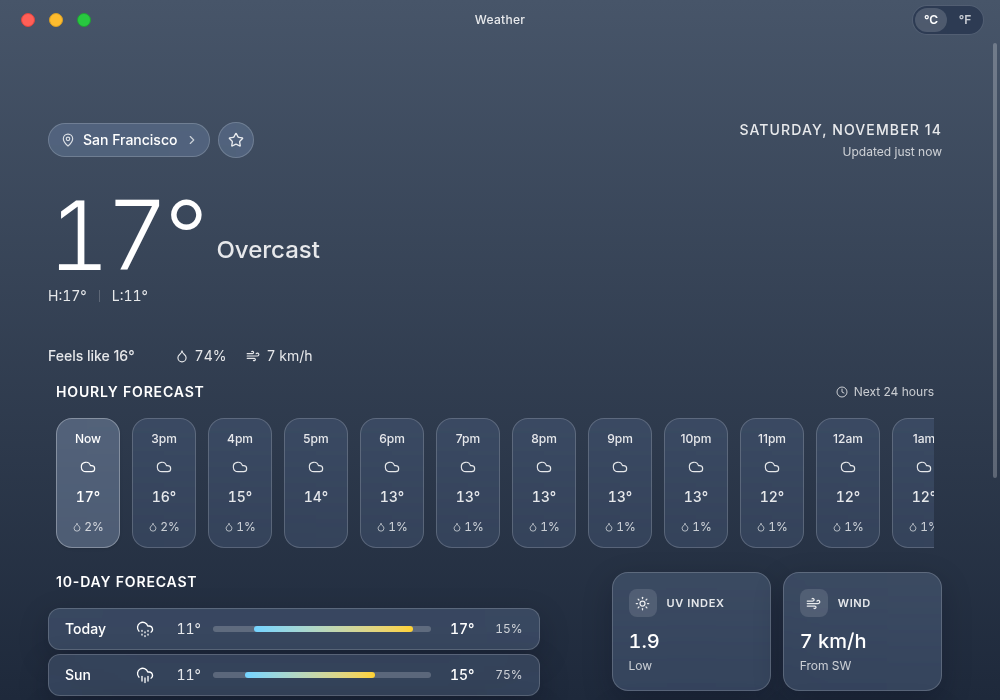 Weather
°C °F
San Francisco
SATURDAY, NOVEMBER 14
Updated just now
17° Overcast
H:17° L:11°
Feels like 16° 74% 7 km/h
HOURLY FORECAST
Next 24 hours
Now 3pm 4pm 5pm 6pm 7pm 8pm 9pm 10pm 11pm 12am 1am
17° 16° 15° 14° 13° 13° 13° 13° 13° 12° 12° 12°
2% 2% 1% 1% 1% 1% 1% 1% 1% 1% 1%
10-DAY FORECAST
Today 11° 17° 15%
Sun 11° 15° 75%
UV INDEX
1.9
Low
WIND
7 km/h
From SW